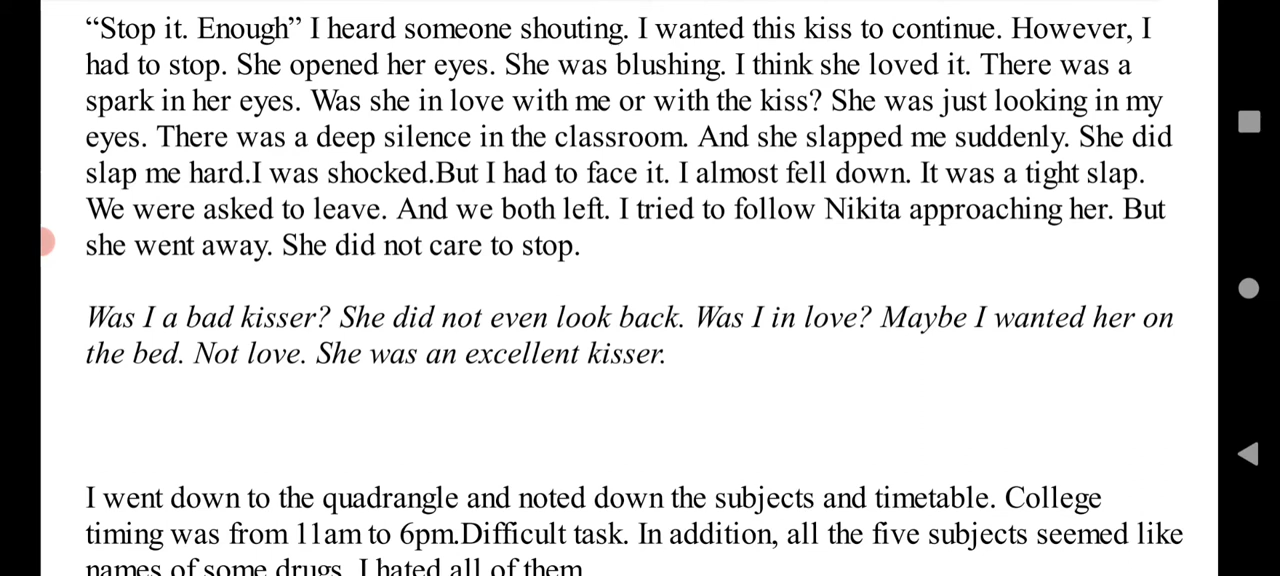 “Stop it. Enough” I heard someone shouting. I wanted this kiss to continue. However, I
had to stop. She opened her eyes. She was blushing. I think she loved it. There was a
spark in her eyes. Was she in love with me or with the kiss? She was just looking in my
eyes. There was a deep silence in the classroom. And she slapped me suddenly. She did
slap me hard.I was shocked.But I had to face it. I almost fell down. It was a tight slap.
We were asked to leave. And we both left. I tried to follow Nikita approaching her. But
she went away. She did not care to stop.
Was I a bad kisser? She did not even look back. Was I in love? Maybe I wanted her on
the bed. Not love. She was an excellent kisser.
I went down to the quadrangle and noted down the subjects and timetable. College
timing was from 11am to 6pm.Difficult task. In addition, all the five subjects seemed like
names of some drugs. I hated all of them